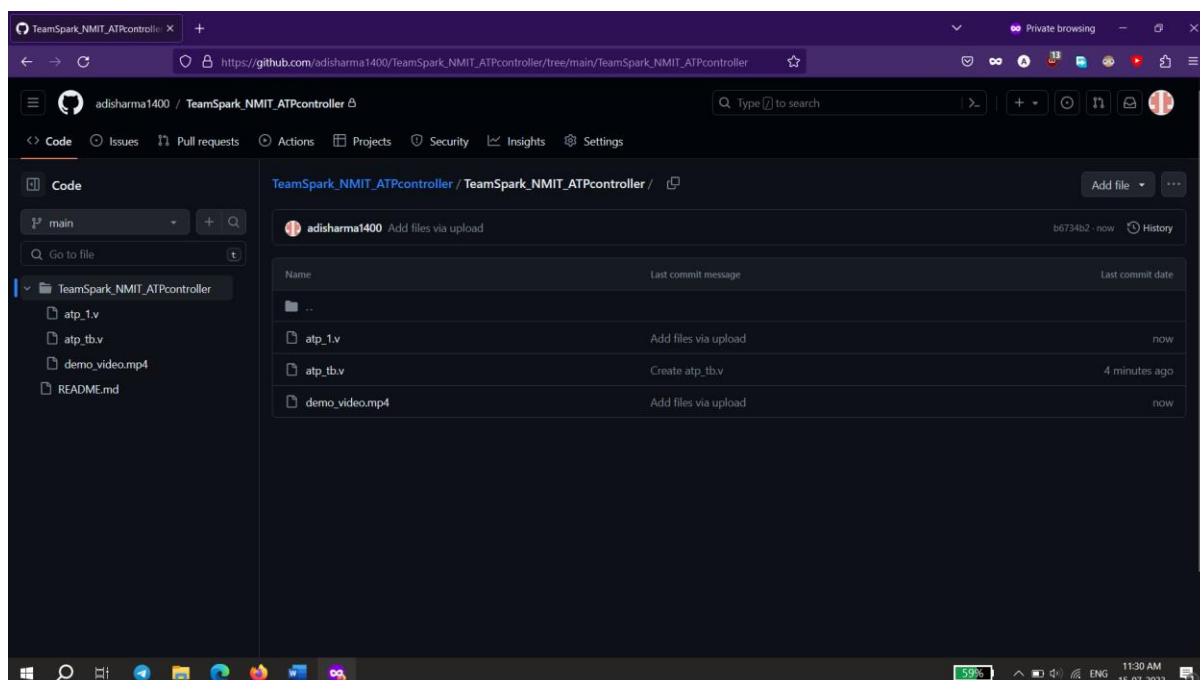 TeamSpark_NMIT_ATPcontroller
Private browsing
https://github.com/adisharma1400/TeamSpark_NMIT_ATPcontroller/tree/main/TeamSpark_NMIT_ATPcontroller
13
adisharma1400 / TeamSpark_NMIT_ATPcontroller
Type / to search
Code Issues Pull requests Actions Projects Security Insights Settings
Code
TeamSpark_NMIT_ATPcontroller / TeamSpark_NMIT_ATPcontroller /
Add file
main
adisharma1400 Add files via upload
b6734b2 · now History
Go to file t
Name Last commit message Last commit date
TeamSpark_NMIT_ATPcontroller
..
atp_1.v
atp_tb.v
demo_video.mp4
README.md
atp_1.v Add files via upload now
atp_tb.v Create atp_tb.v 4 minutes ago
demo_video.mp4 Add files via upload now
59%
ENG
11:30 AM